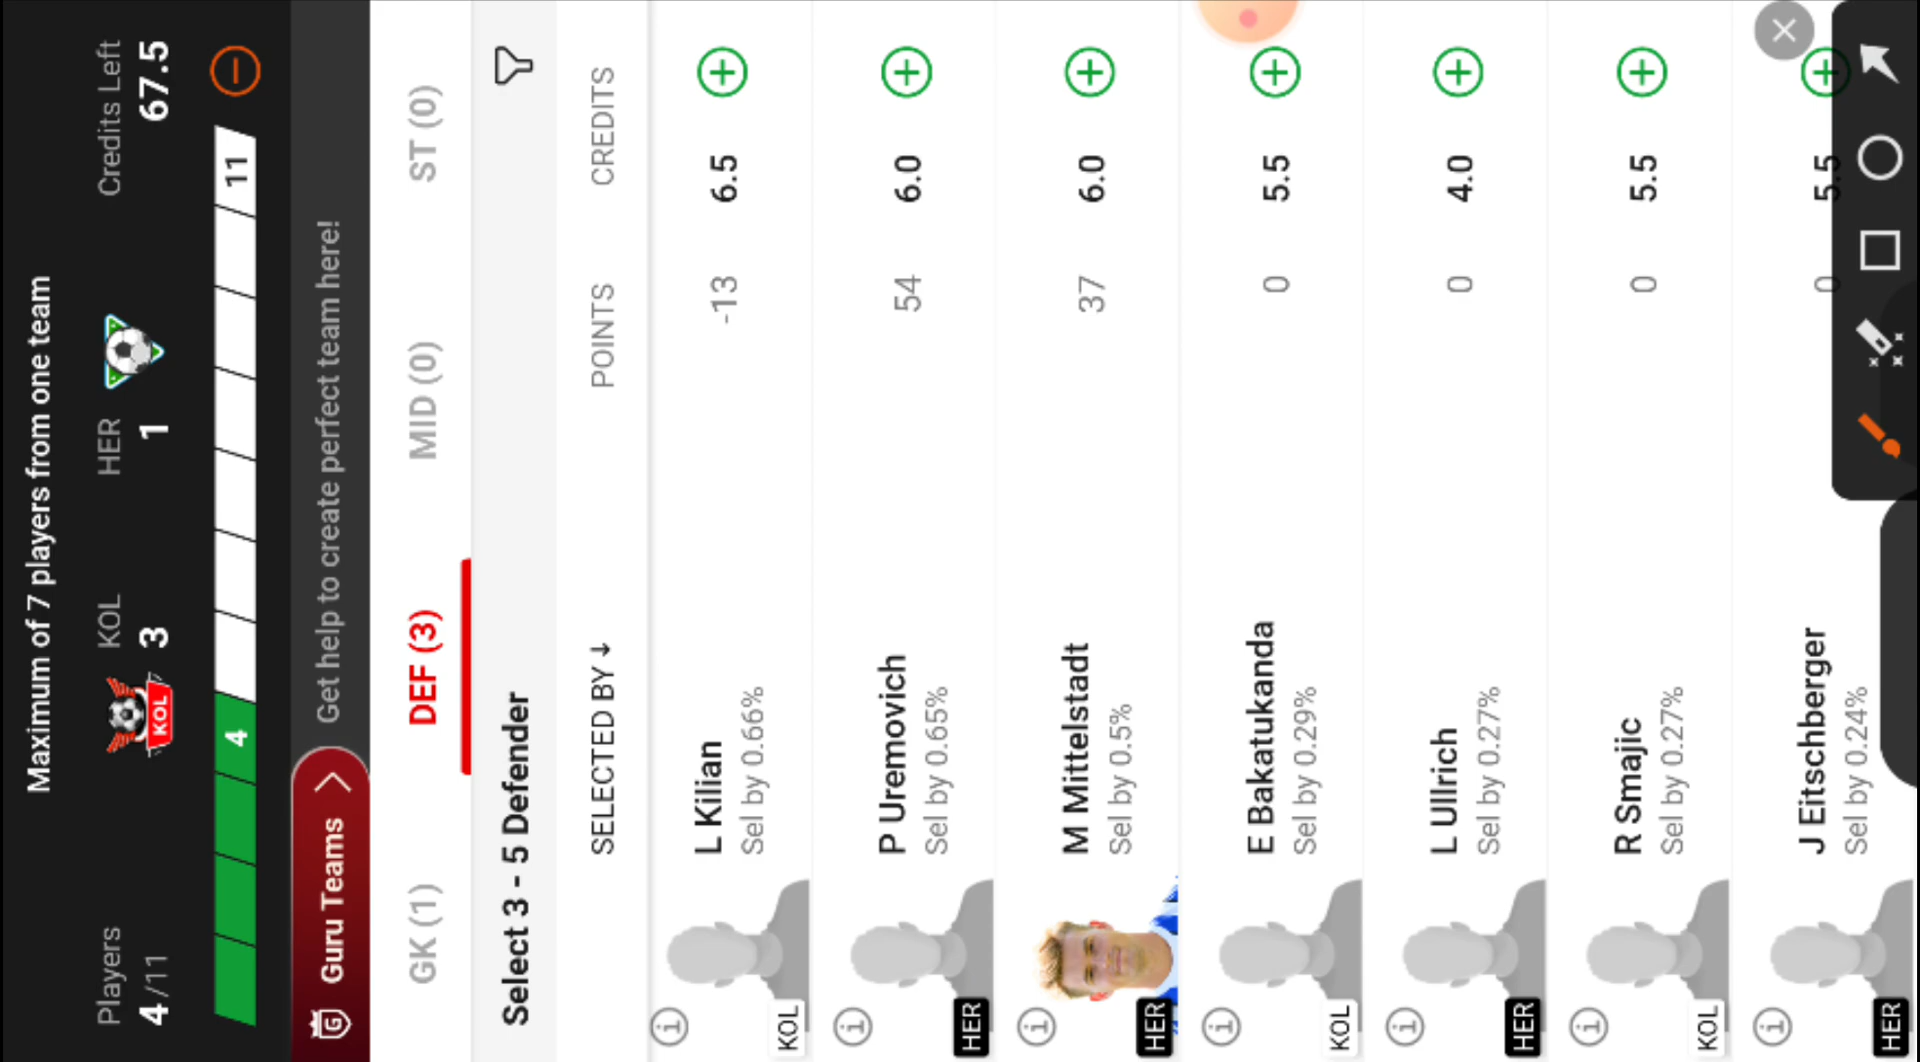 Maximum of 7 players from one team
Players KOL HER Credits Left
4/11 KOL 3 1 67.5
4 11
G Guru Teams Get help to create perfect team here!
GK (1) DEF (3) MID (0) ST (0)
Select 3 - 5 Defender
SELECTED BY ↓ POINTS CREDITS
L Kilian -13 6.5
Sel by 0.66%
KOL
P Uremovich 54 6.0
Sel by 0.65%
HER
M Mittelstadt 37 6.0
Sel by 0.5%
HER
E Bakatukanda 0 5.5
Sel by 0.29%
KOL
L Ullrich 0 4.0
Sel by 0.27%
HER
R Smajic 0 5.5
Sel by 0.27%
KOL
J Eitschberger 0 5.5
Sel by 0.24%
HER